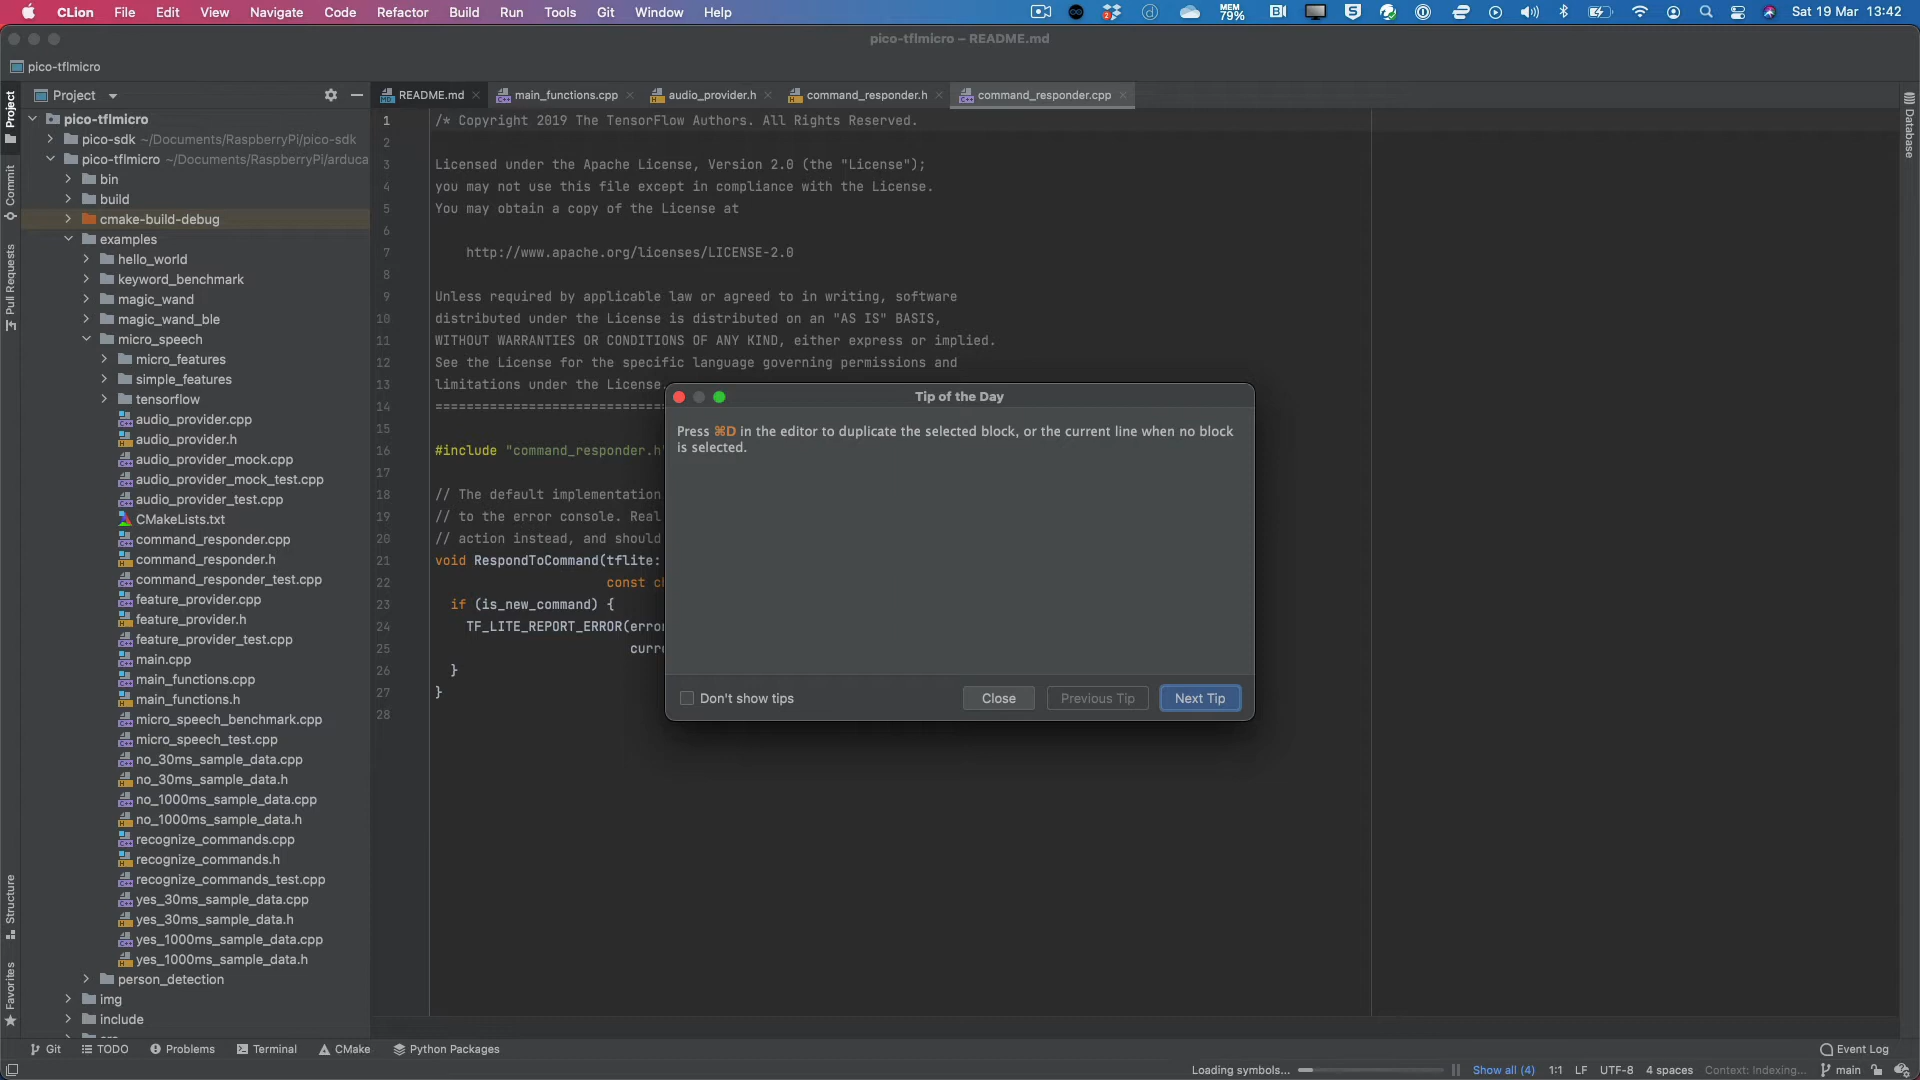 CLion File Edit View Navigate Code Refactor Build Run Tools Git Window Help
MEM 79%
Sat 19 Mar 13:42
pico-tflmicro – README.md
pico-tflmicro
Project
README.md
main_functions.cpp
audio_provider.h
command_responder.h
command_responder.cpp
Project
Commit
Pull Requests
Structure
Favorites
Database
pico-tflmicro
pico-sdk ~/Documents/RaspberryPi/pico-sdk
pico-tflmicro ~/Documents/RaspberryPi/arduca
bin
build
cmake-build-debug
examples
hello_world
keyword_benchmark
magic_wand
magic_wand_ble
micro_speech
micro_features
simple_features
tensorflow
audio_provider.cpp
audio_provider.h
audio_provider_mock.cpp
audio_provider_mock_test.cpp
audio_provider_test.cpp
CMakeLists.txt
command_responder.cpp
command_responder.h
command_responder_test.cpp
feature_provider.cpp
feature_provider.h
feature_provider_test.cpp
main.cpp
main_functions.cpp
main_functions.h
micro_speech_benchmark.cpp
micro_speech_test.cpp
no_30ms_sample_data.cpp
no_30ms_sample_data.h
no_1000ms_sample_data.cpp
no_1000ms_sample_data.h
recognize_commands.cpp
recognize_commands.h
recognize_commands_test.cpp
yes_30ms_sample_data.cpp
yes_30ms_sample_data.h
yes_1000ms_sample_data.cpp
yes_1000ms_sample_data.h
person_detection
img
include
1 /* Copyright 2019 The TensorFlow Authors. All Rights Reserved.
2
3 Licensed under the Apache License, Version 2.0 (the "License");
4 you may not use this file except in compliance with the License.
5 You may obtain a copy of the License at
6
7     http://www.apache.org/licenses/LICENSE-2.0
8
9 Unless required by applicable law or agreed to in writing, software
10 distributed under the License is distributed on an "AS IS" BASIS,
11 WITHOUT WARRANTIES OR CONDITIONS OF ANY KIND, either express or implied.
12 See the License for the specific language governing permissions and
13 limitations under the License.
14 ==============================
15
16 #include "command_responder.h"
17
18 // The default implementation
19 // to the error console. Real
20 // action instead, and should
21 void RespondToCommand(tflite:
22                       const ch
23   if (is_new_command) {
24     TF_LITE_REPORT_ERROR(error
25                          curre
26   }
27 }
28
Tip of the Day
Press ⌘D in the editor to duplicate the selected block, or the current line when no block
is selected.
Don't show tips
Close
Previous Tip
Next Tip
Git TODO Problems Terminal CMake Python Packages
Event Log
Loading symbols... Show all (4) 1:1 LF UTF-8 4 spaces Context: Indexing... main